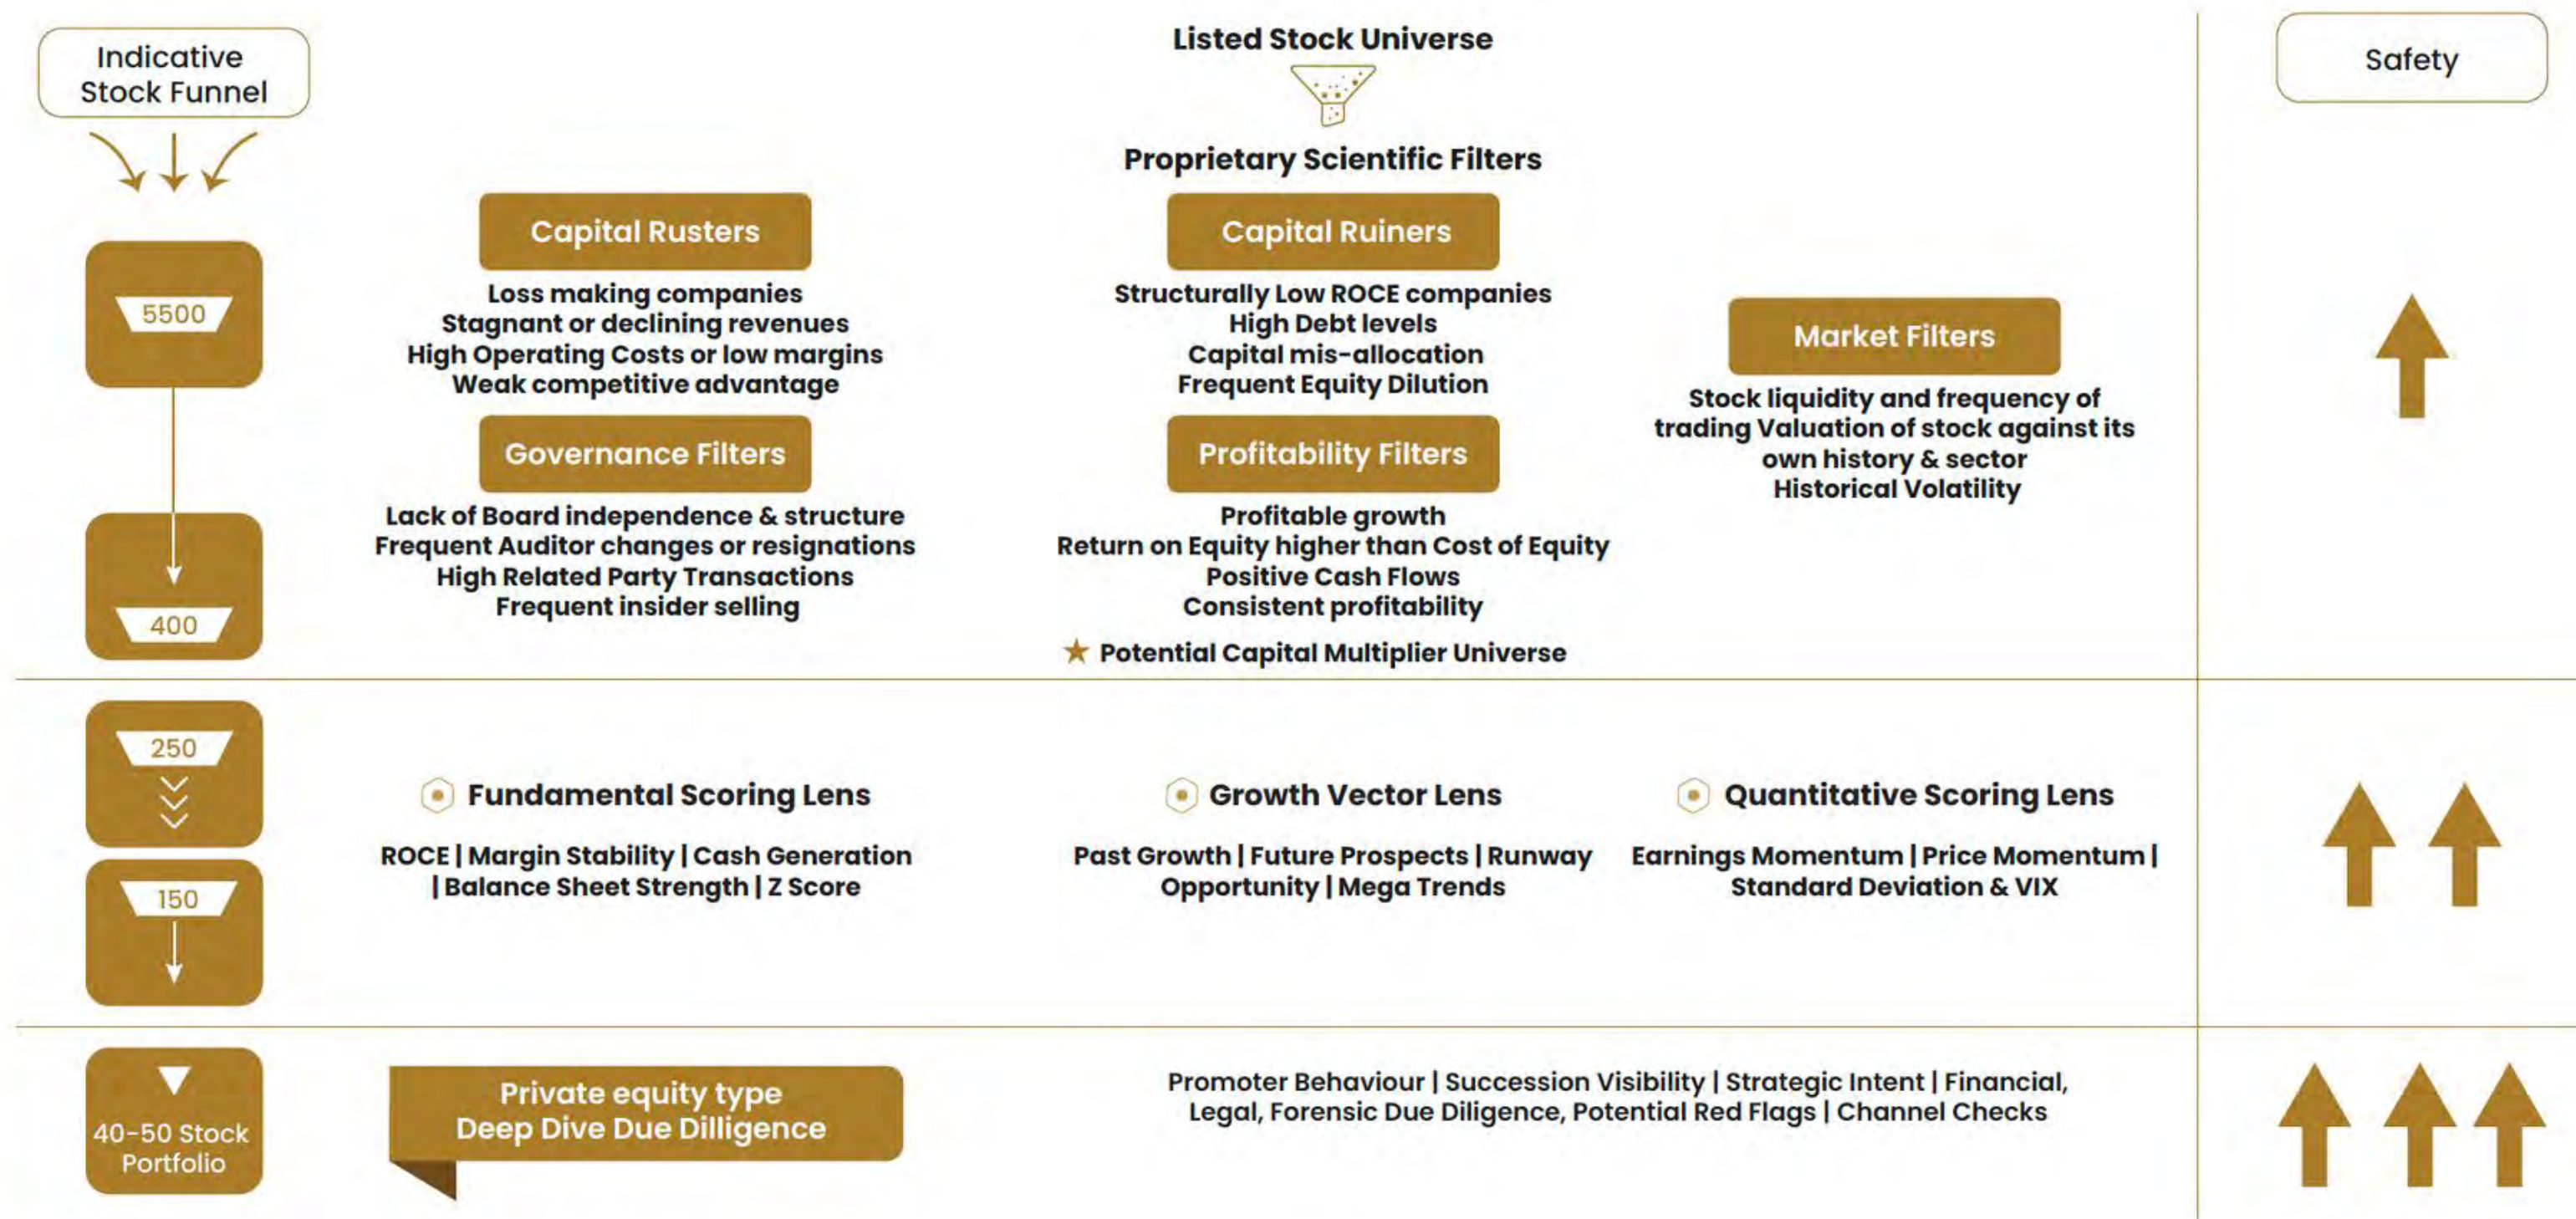 Indicative
Stock Funnel
Listed Stock Universe
Safety
Proprietary Scientific Filters
5500
400
Capital Rusters
Loss making companies
Stagnant or declining revenues
High Operating Costs or low margins
Weak competitive advantage
Governance Filters
Lack of Board independence & structure
Frequent Auditor changes or resignations
High Related Party Transactions
Frequent insider selling
Capital Ruiners
Structurally Low ROCE companies
High Debt levels
Capital mis-allocation
Frequent Equity Dilution
Profitability Filters
Profitable growth
Return on Equity higher than Cost of Equity
Positive Cash Flows
Consistent profitability
Market Filters
Stock liquidity and frequency of
trading Valuation of stock against its
own history & sector
Historical Volatility
Potential Capital Multiplier Universe
250
150
Fundamental Scoring Lens
ROCE | Margin Stability | Cash Generation
| Balance Sheet Strength | Z Score
Growth Vector Lens
Past Growth | Future Prospects | Runway
Opportunity | Mega Trends
Quantitative Scoring Lens
Earnings Momentum | Price Momentum |
Standard Deviation & VIX
40-50 Stock
Portfolio
Private equity type
Deep Dive Due Dilligence
Promoter Behaviour | Succession Visibility | Strategic Intent | Financial,
Legal, Forensic Due Diligence, Potential Red Flags | Channel Checks